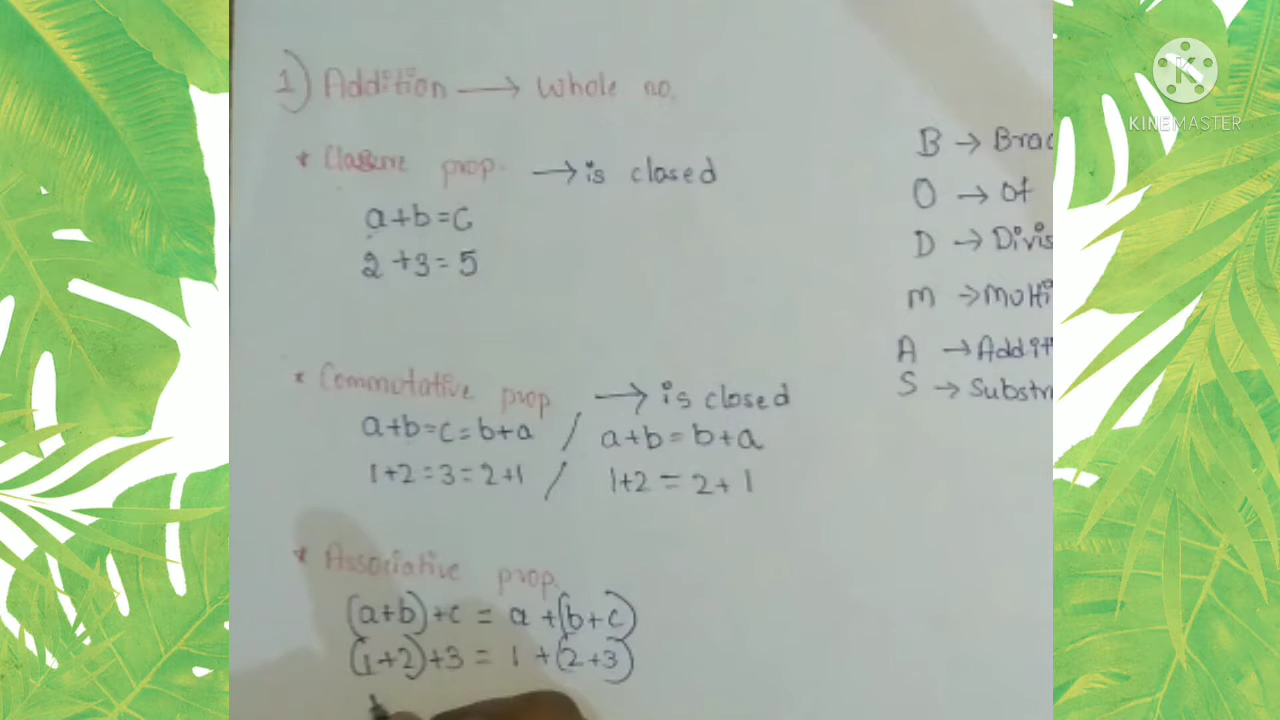 1) Addition → Whole no.
* Closure prop. → is closed
a+b=c
2+3=5
* Commutative prop → is closed
a+b=c=b+a / a+b=b+a
1+2=3=2+1 / 1+2=2+1
* Associative prop.
(a+b)+c = a+(b+c)
(1+2)+3 = 1+(2+3)
B → Brac
O → Of
D → Divis
M → Multi
A → Addit
S → Substr
KINEMASTER